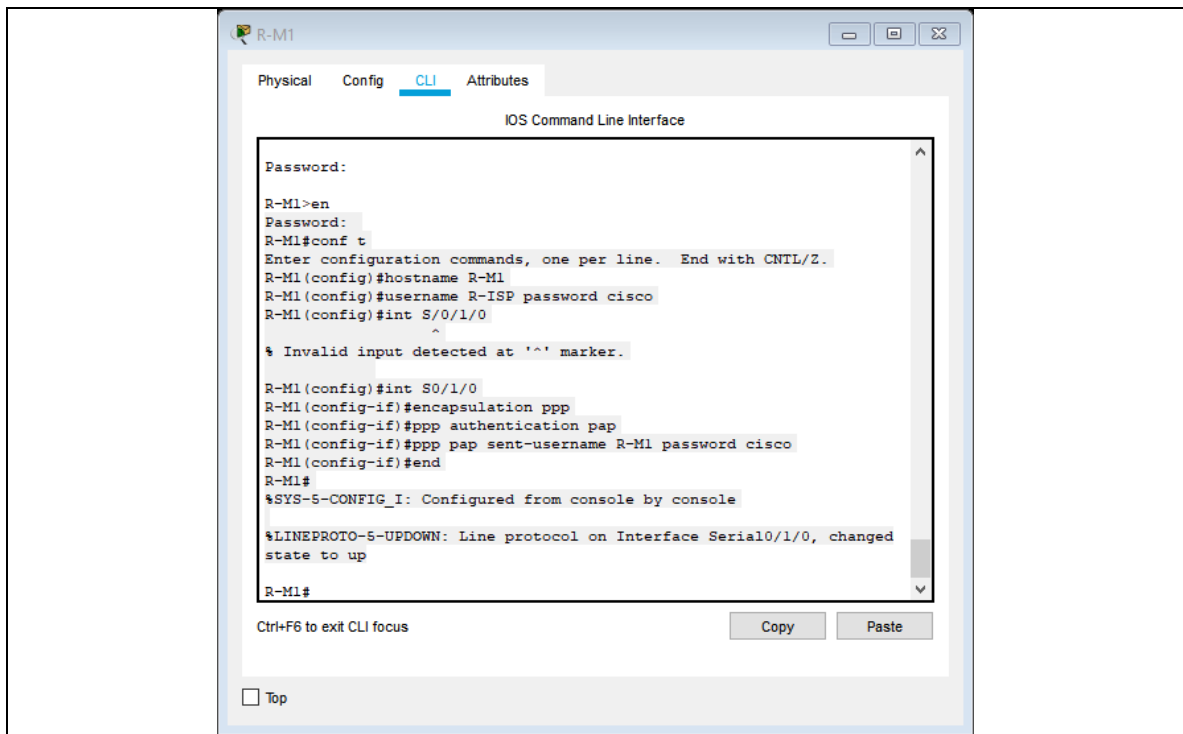 R-M1
Physical Config CLI Attributes
IOS Command Line Interface
Password:
R-M1>en
Password:
R-M1#conf t
Enter configuration commands, one per line.  End with CNTL/Z.
R-M1(config)#hostname R-M1
R-M1(config)#username R-ISP password cisco
R-M1(config)#int S/0/1/0
^
% Invalid input detected at '^' marker.
R-M1(config)#int S0/1/0
R-M1(config-if)#encapsulation ppp
R-M1(config-if)#ppp authentication pap
R-M1(config-if)#ppp pap sent-username R-M1 password cisco
R-M1(config-if)#end
R-M1#
%SYS-5-CONFIG_I: Configured from console by console
%LINEPROTO-5-UPDOWN: Line protocol on Interface Serial0/1/0, changed
state to up
R-M1#
Ctrl+F6 to exit CLI focus Copy Paste
Top